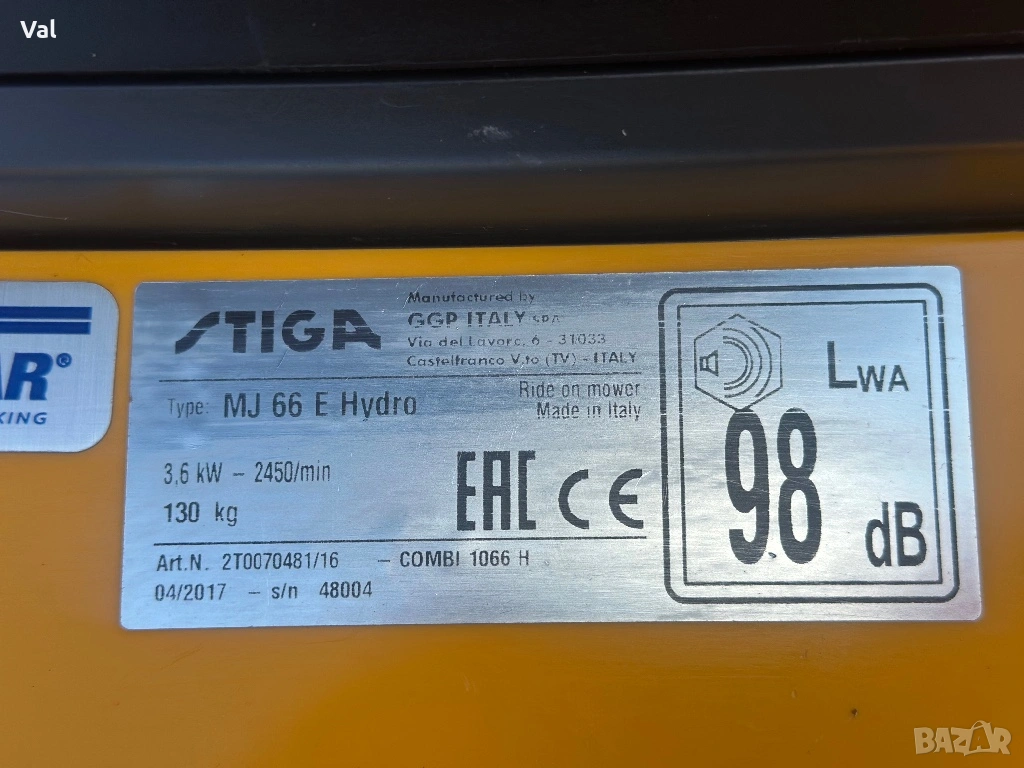 Val
AR®
KING
STIGA
Manufactured by
GGP ITALY SPA
Via del Lavoro, 6 - 31033
Castelfranco V.to (TV) - ITALY
Type: MJ 66 E Hydro
Ride on mower
Made in Italy
3,6 kW - 2450/min
130 kg
EAC CE
Art.N. 2T0070481/16 - COMBI 1066 H
04/2017 - s/n 48004
LWA
98
dB
BAZAR